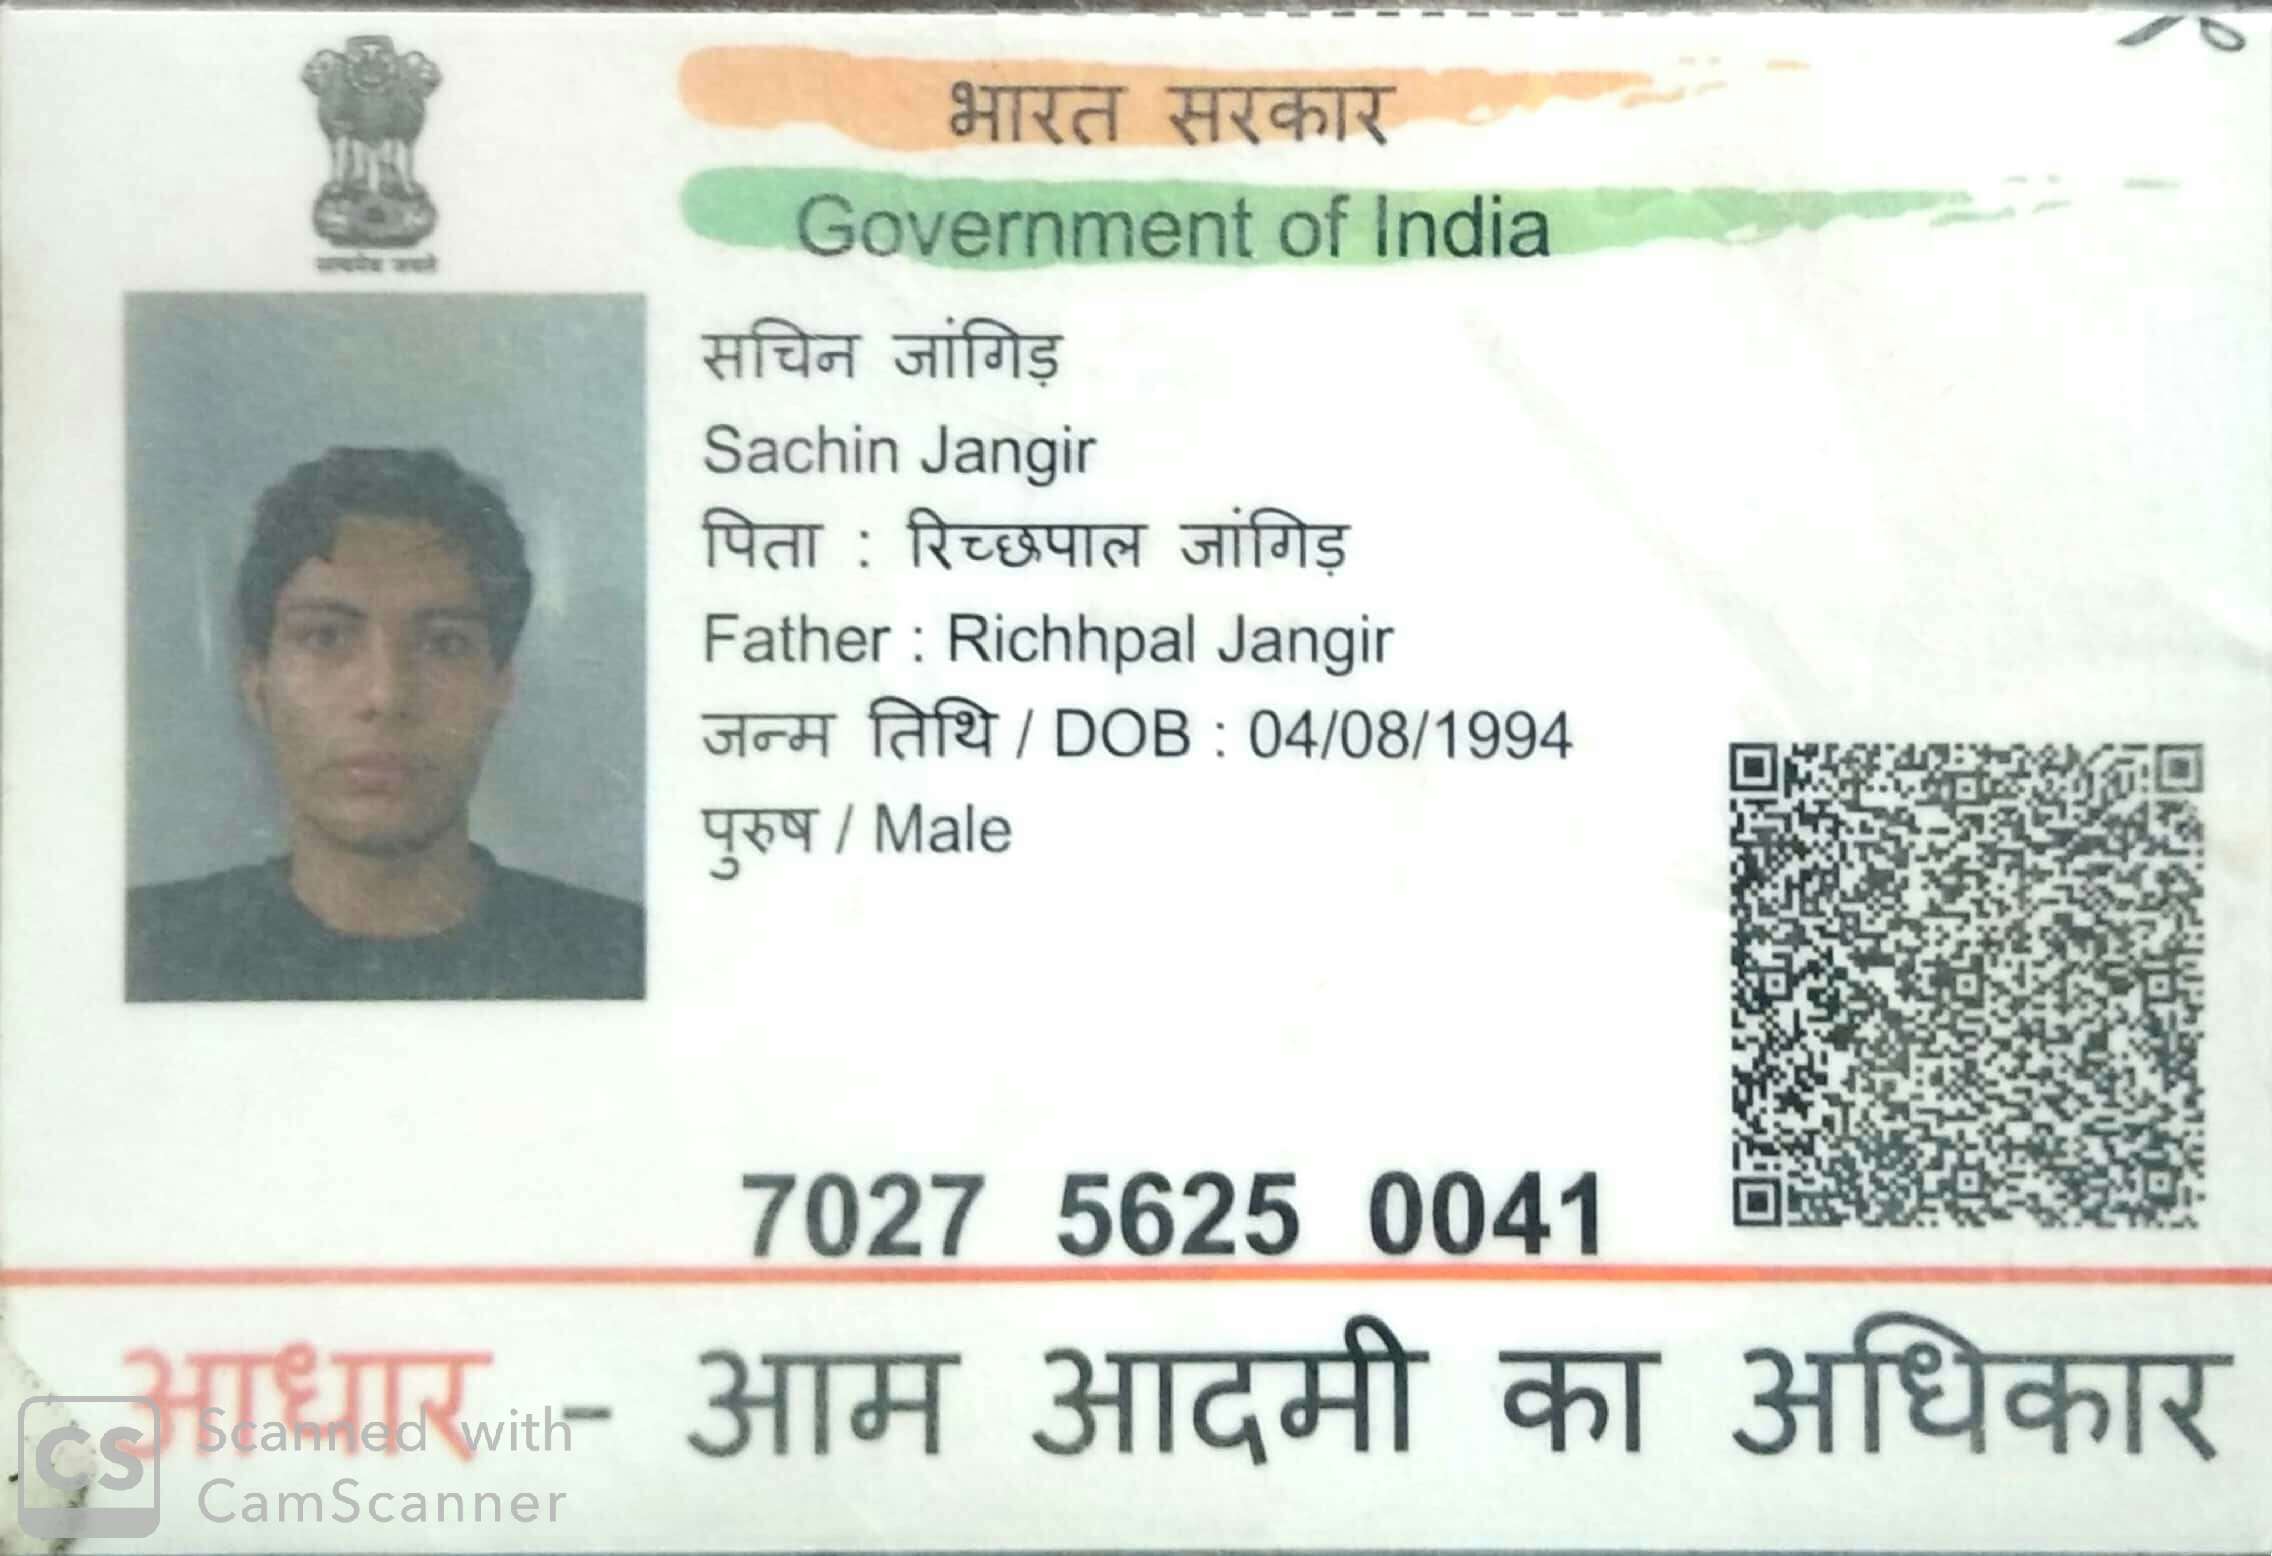 सत्यमेव जयते
भारत सरकार
Government of India
सचिन जांगिड़
Sachin Jangir
पिता : रिच्छपाल जांगिड़
Father : Richhpal Jangir
जन्म तिथि / DOB : 04/08/1994
पुरुष / Male
7027 5625 0041
आधार - आम आदमी का अधिकार
CS Scanned with
CamScanner